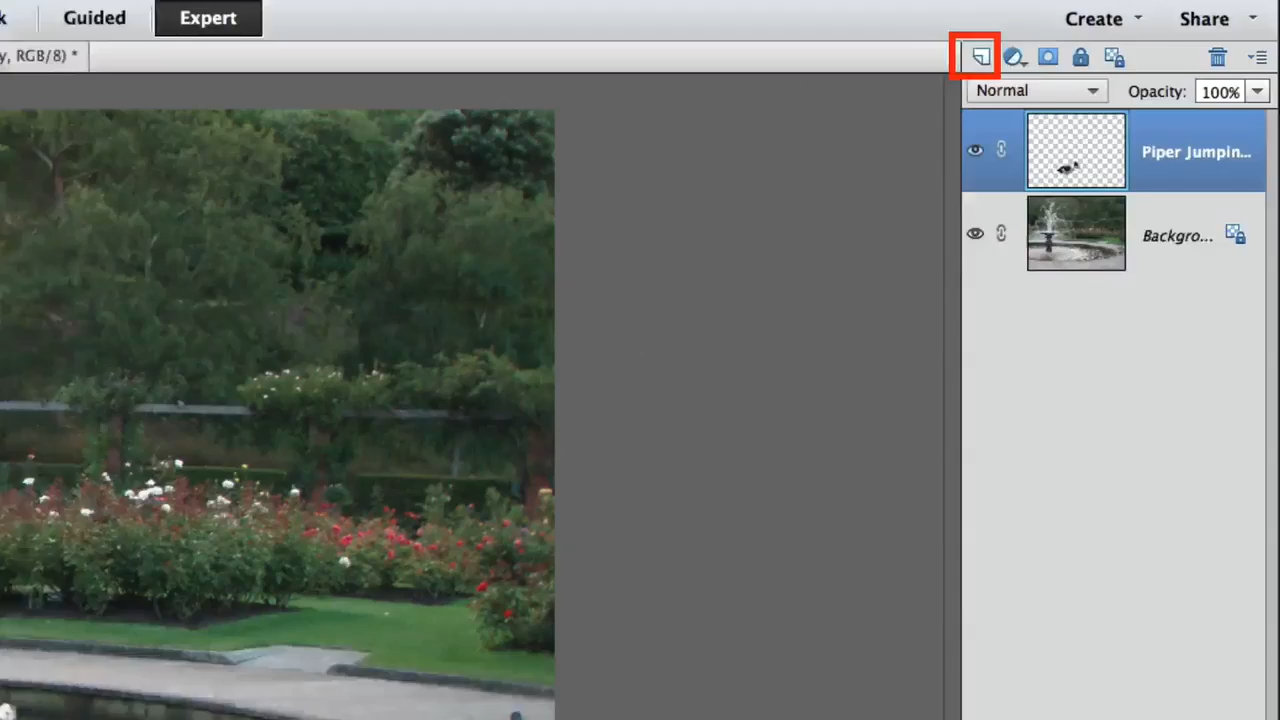 k Guided Expert Create Share
y, RGB/8) *
Normal Opacity: 100%
Piper Jumpin...
Backgro...